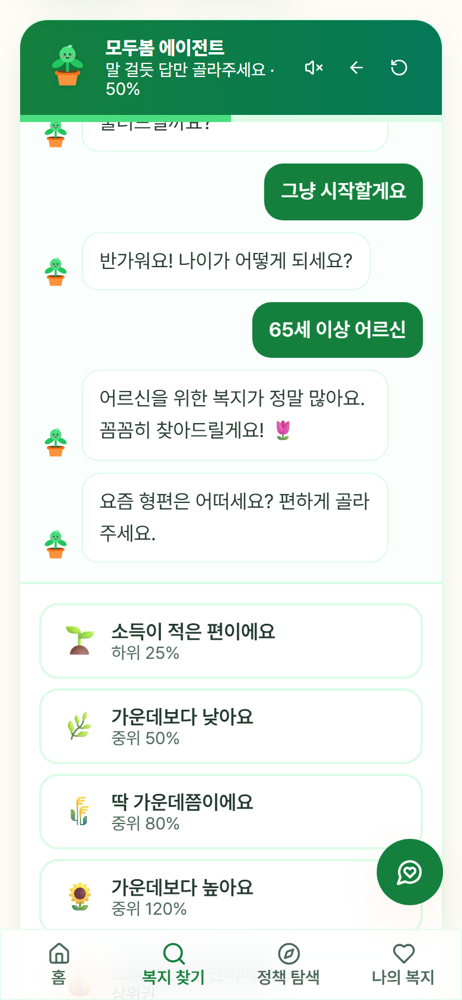 모두봄 에이전트
말 걸듯 답만 골라주세요 ·
50%
그냥 시작할게요
반가워요! 나이가 어떻게 되세요?
65세 이상 어르신
어르신을 위한 복지가 정말 많아요.
꼼꼼히 찾아드릴게요! 🌷
요즘 형편은 어떠세요? 편하게 골라
주세요.
소득이 적은 편이에요
하위 25%
가운데보다 낮아요
중위 50%
딱 가운데쯤이에요
중위 80%
가운데보다 높아요
중위 120%
상위권
홈
복지 찾기
정책 탐색
나의 복지